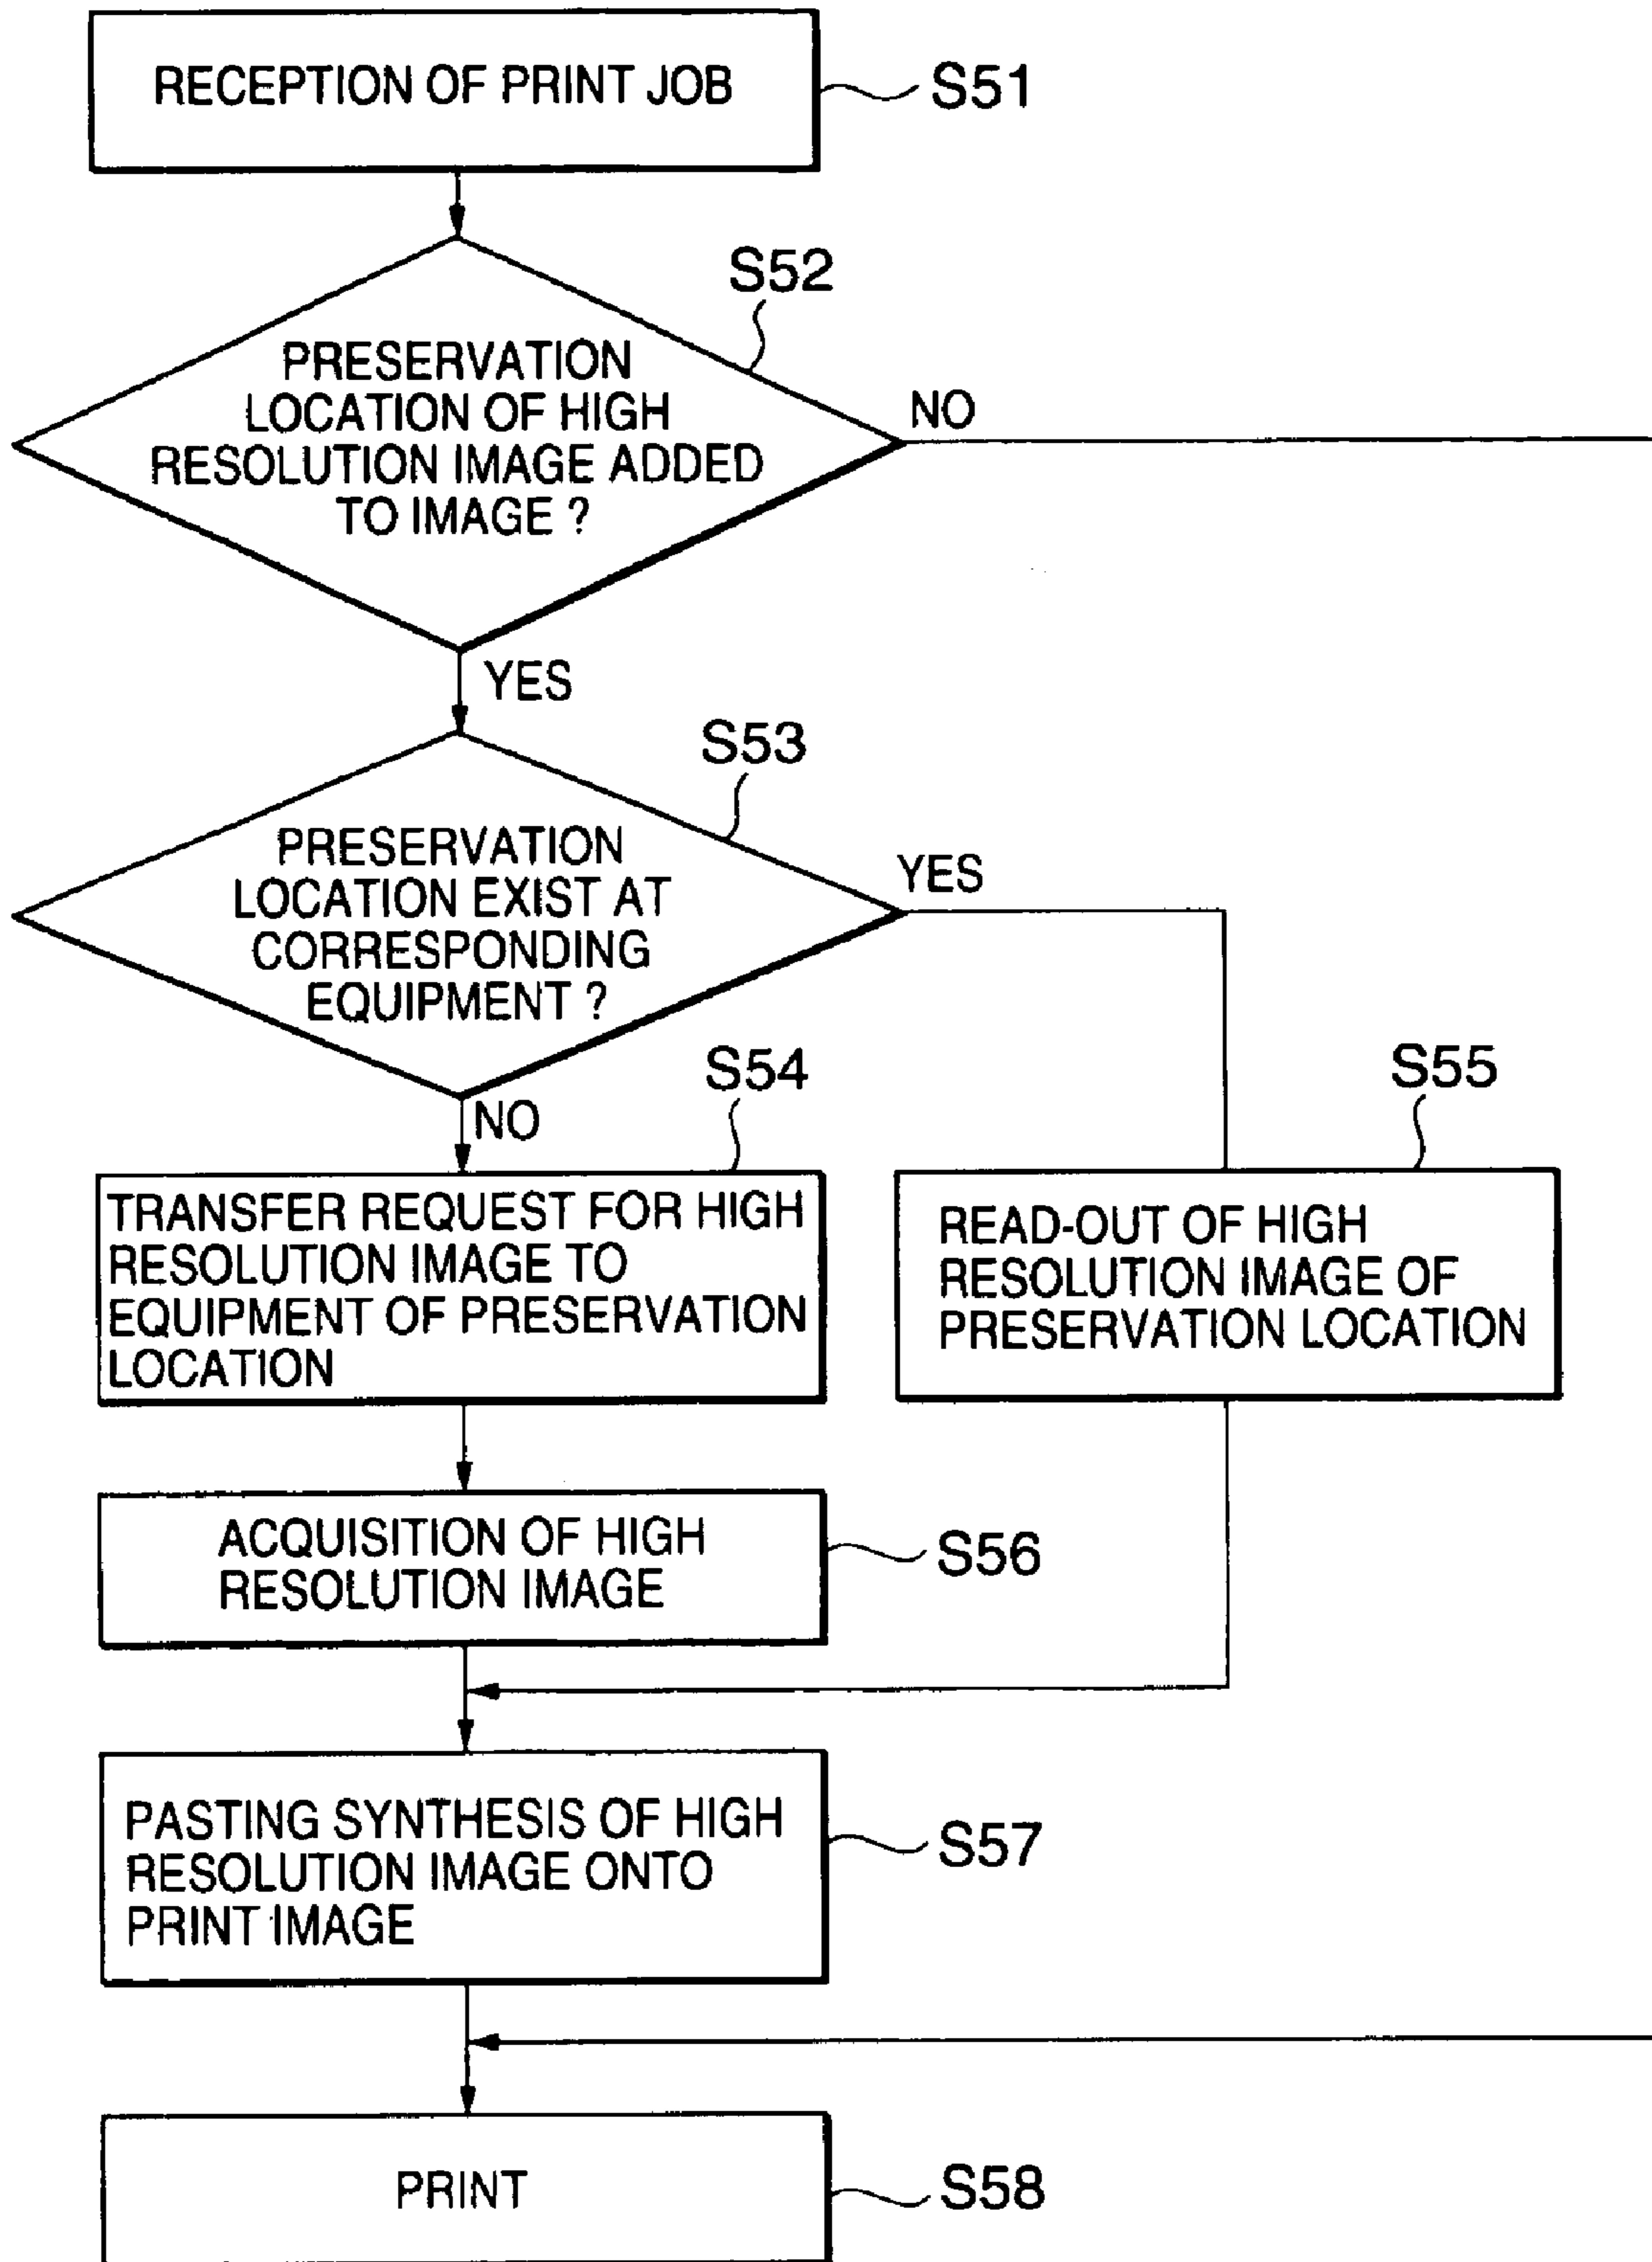 RECEPTION OF PRINT JOB
S51
S52
PRESERVATION
LOCATION OF HIGH
RESOLUTION IMAGE ADDED
TO IMAGE ?
NO
YES
S53
PRESERVATION
LOCATION EXIST AT
CORRESPONDING
EQUIPMENT ?
YES
NO
S54
TRANSFER REQUEST FOR HIGH
RESOLUTION IMAGE TO
EQUIPMENT OF PRESERVATION
LOCATION
S55
READ-OUT OF HIGH
RESOLUTION IMAGE OF
PRESERVATION LOCATION
ACQUISITION OF HIGH
RESOLUTION IMAGE
S56
PASTING SYNTHESIS OF HIGH
RESOLUTION IMAGE ONTO
PRINT IMAGE
S57
PRINT
S58